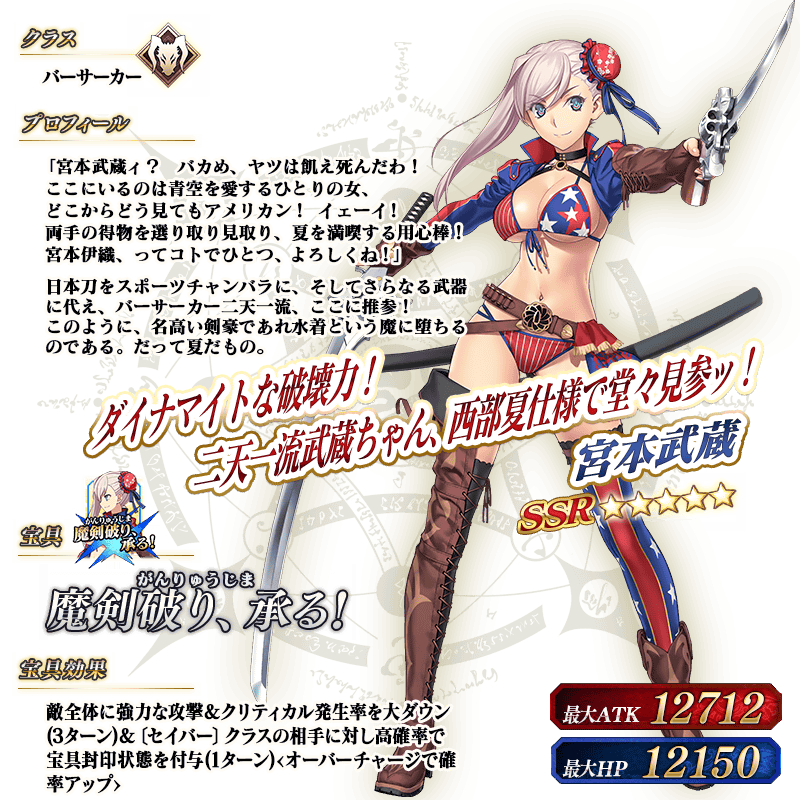 クラス
バーサーカー
プロフィール
「宮本武蔵ィ？　バカめ、ヤツは飢え死んだわ！
ここにいるのは青空を愛するひとりの女、
どこからどう見てもアメリカン！ イェーイ！
両手の得物を選り取り見取り、夏を満喫する用心棒！
宮本伊織、ってコトでひとつ、よろしくね！」
日本刀をスポーツチャンバラに、そしてさらなる武器
に代え、バーサーカー二天一流、ここに推参！
このように、名高い剣豪であれ水着という魔に堕ちる
のである。だって夏だもの。
ダイナマイトな破壊力！
二天一流武蔵ちゃん、西部夏仕様で堂々見参ッ！
宮本武蔵
SSR ★★★★★
宝具
がんりゅうじま
魔剣破り、
承る！
がんりゅうじま
魔剣破り、承る！
宝具効果
敵全体に強力な攻撃&クリティカル発生率を大ダウン
(3ターン)&〔セイバー〕クラスの相手に対し高確率で
宝具封印状態を付与(1ターン)<オーバーチャージで確
率アップ>
最大ATK 12712
最大HP 12150